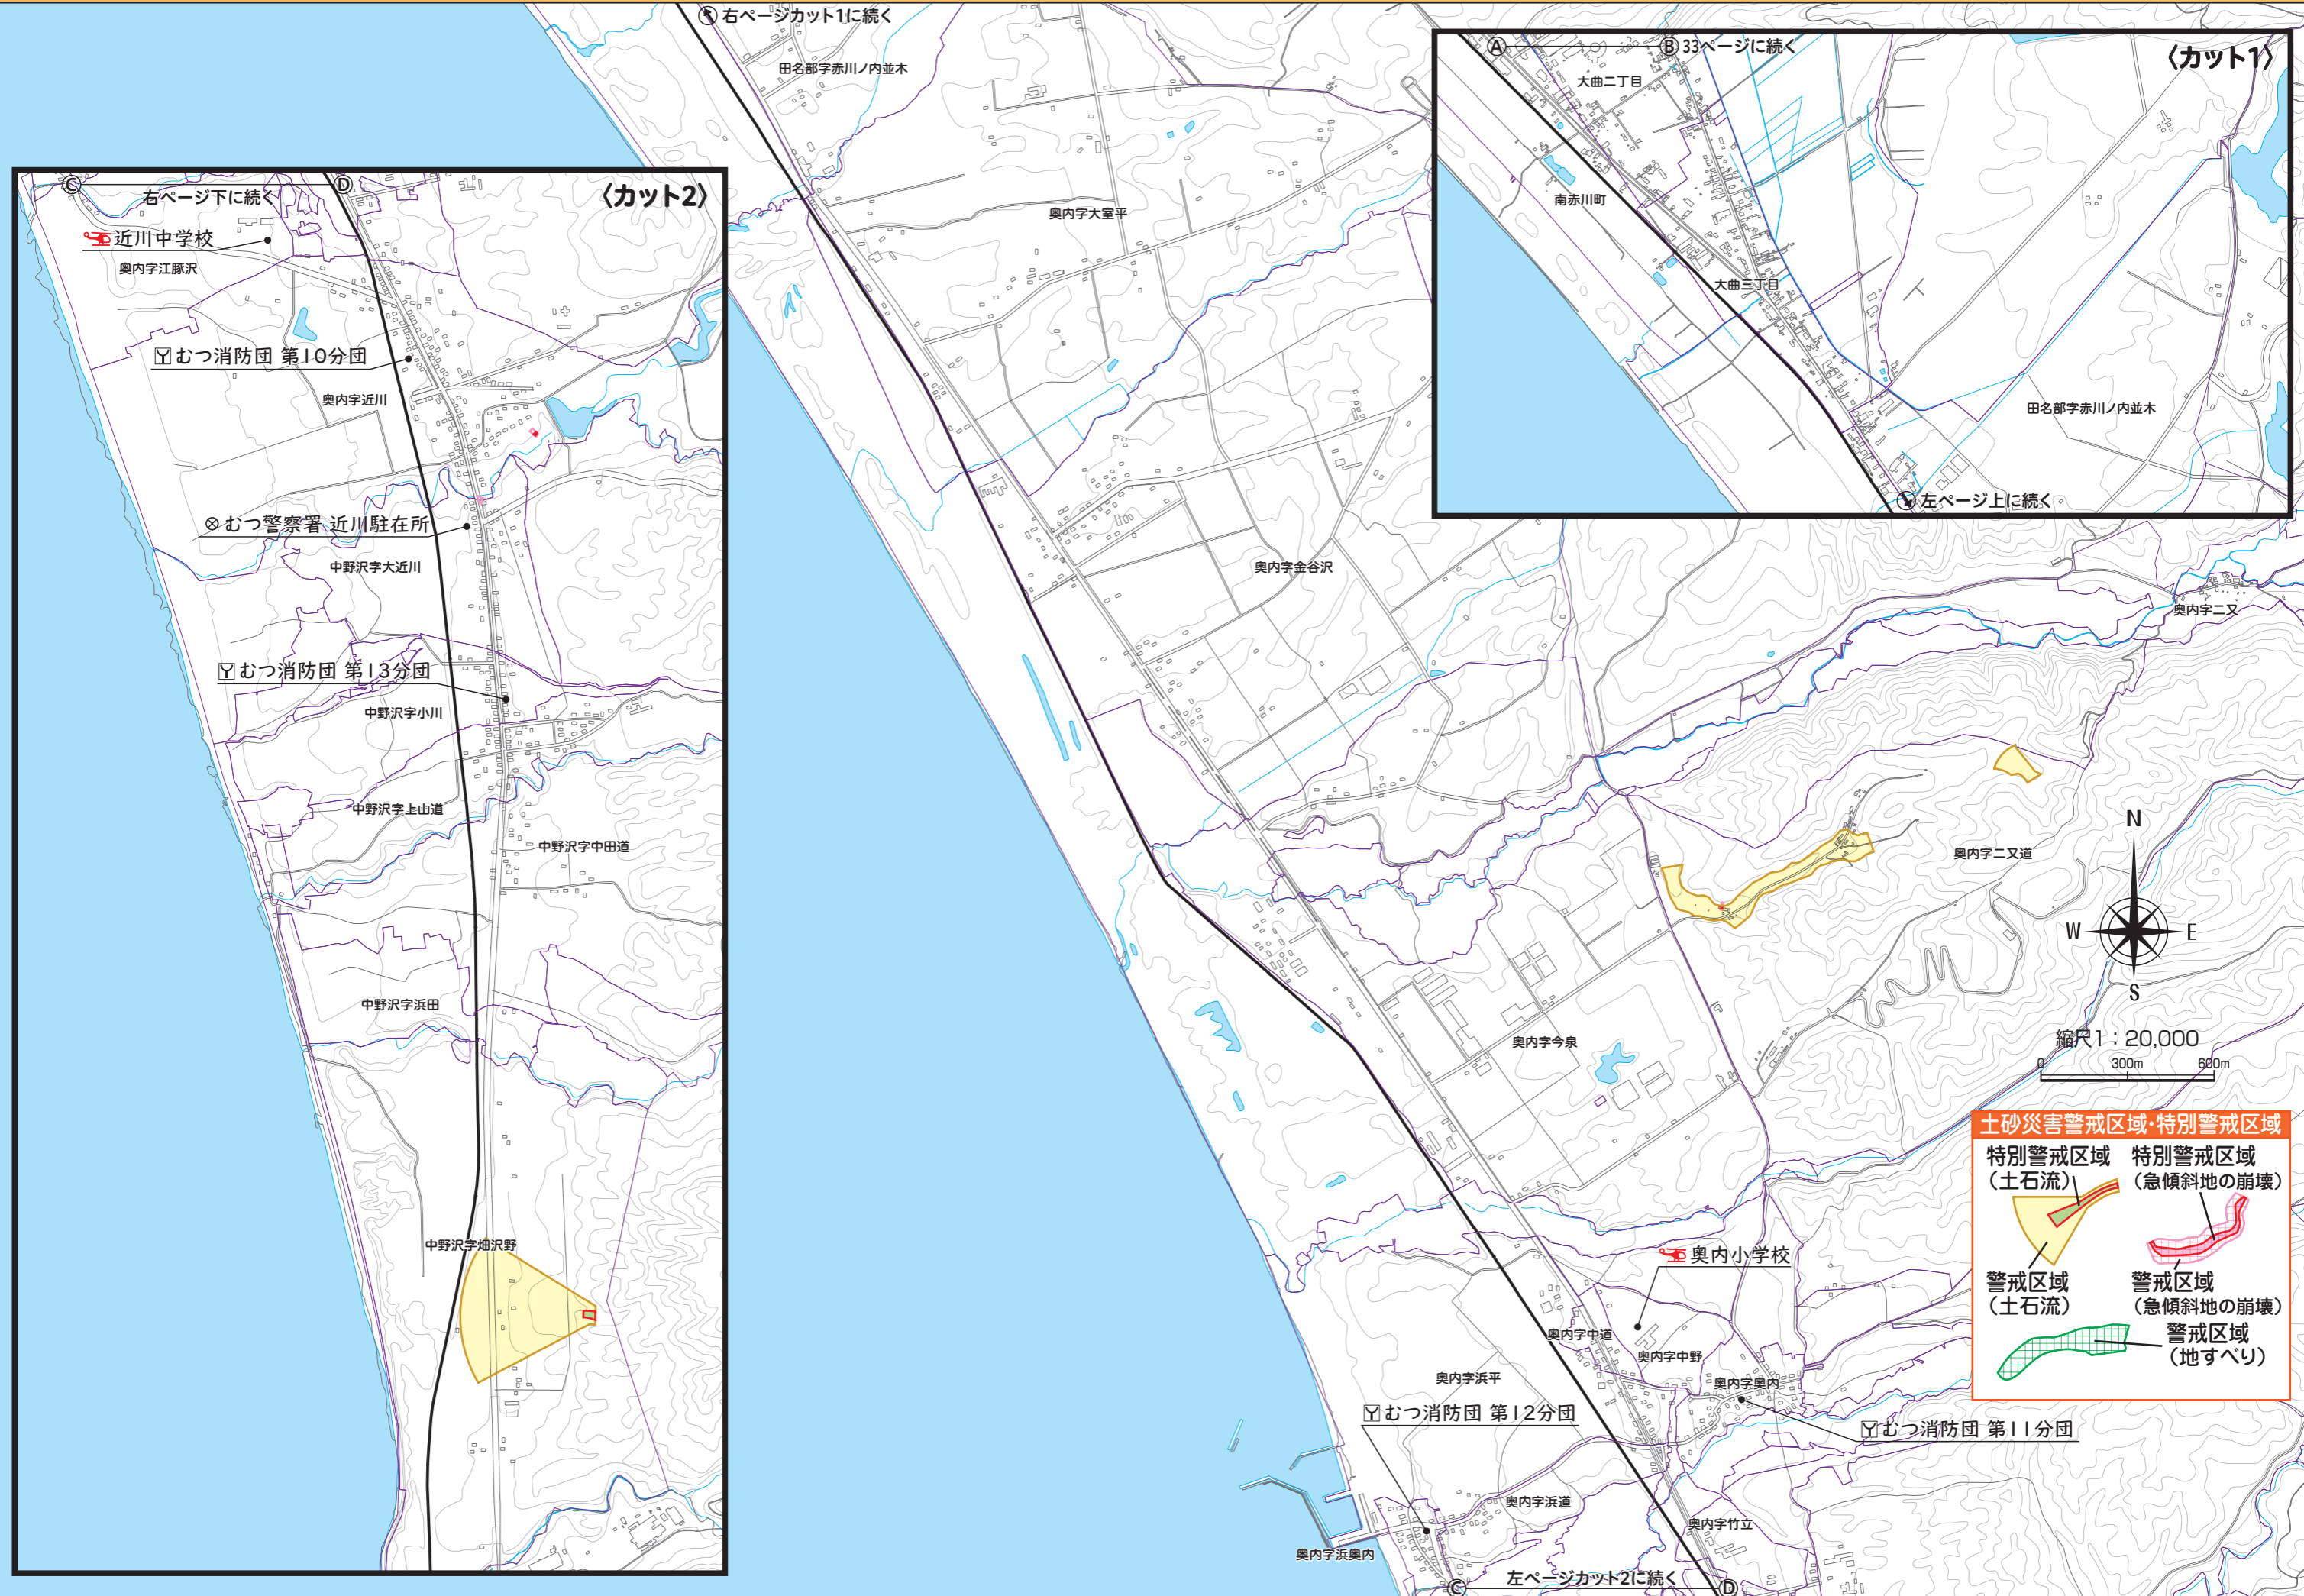 右ページカット1に続く
田名部字赤川ノ内並木
奥内字大室平
奥内字金谷沢
奥内字二又
奥内字二又道
奥内字今泉
奥内小学校
奥内字中道
奥内字中野
奥内字浜平
奥内字奥内
むつ消防団 第12分団
むつ消防団 第11分団
奥内字浜道
奥内字竹立
奥内字浜奥内
Ⓒ 左ページカット2に続く Ⓓ
〈カット1〉
Ⓐ Ⓑ 33ページに続く
大曲二丁目
南赤川町
大曲三丁目
田名部字赤川ノ内並木
左ページ上に続く
〈カット2〉
Ⓒ Ⓓ
右ページ下に続く
近川中学校
奥内字江豚沢
むつ消防団 第10分団
奥内字近川
むつ警察署 近川駐在所
中野沢字大近川
むつ消防団 第13分団
中野沢字小川
中野沢字上山道
中野沢字中田道
中野沢字浜田
中野沢字畑沢野
N
W E
S
縮尺1：20,000
0 300m 600m
土砂災害警戒区域・特別警戒区域
特別警戒区域
（土石流）
特別警戒区域
（急傾斜地の崩壊）
警戒区域
（土石流）
警戒区域
（急傾斜地の崩壊）
警戒区域
（地すべり）